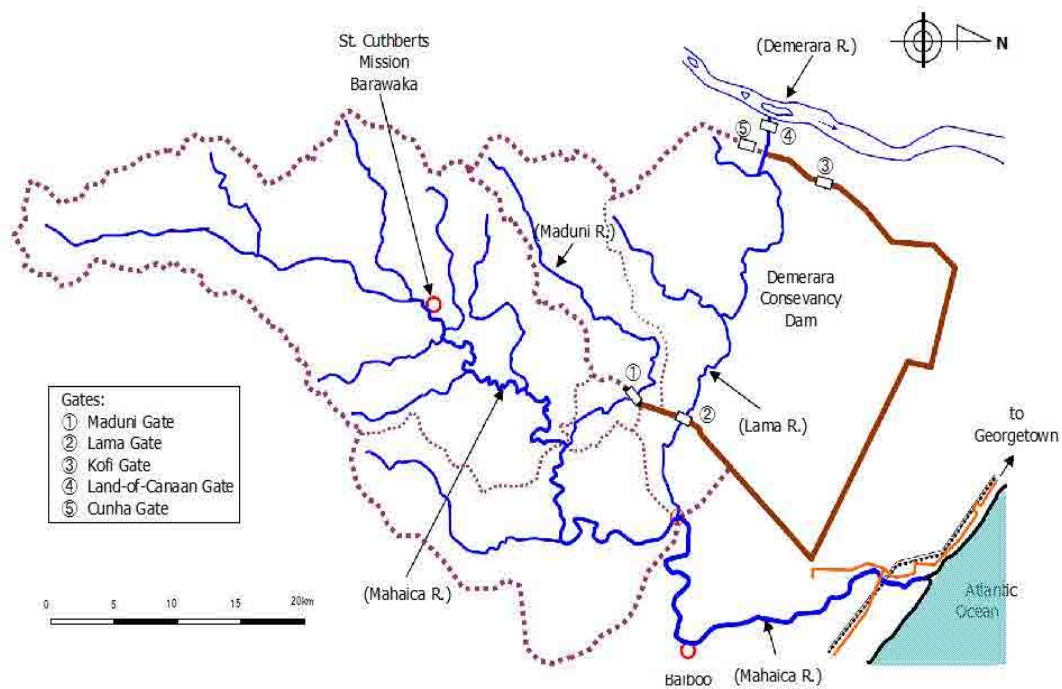 St. Cuthberts
Mission
Barawaka
(Demerara R.)
N
⑤
④
③
(Maduni R.)
Demerara
Consevancy
Dam
①
②
(Lama R.)
to
Georgetown
Gates:
① Maduni Gate
② Lama Gate
③ Kofi Gate
④ Land-of-Canaan Gate
⑤ Cunha Gate
(Mahaica R.)
0 5 10 15 20km
Atlantic
Ocean
Balboo
(Mahaica R.)